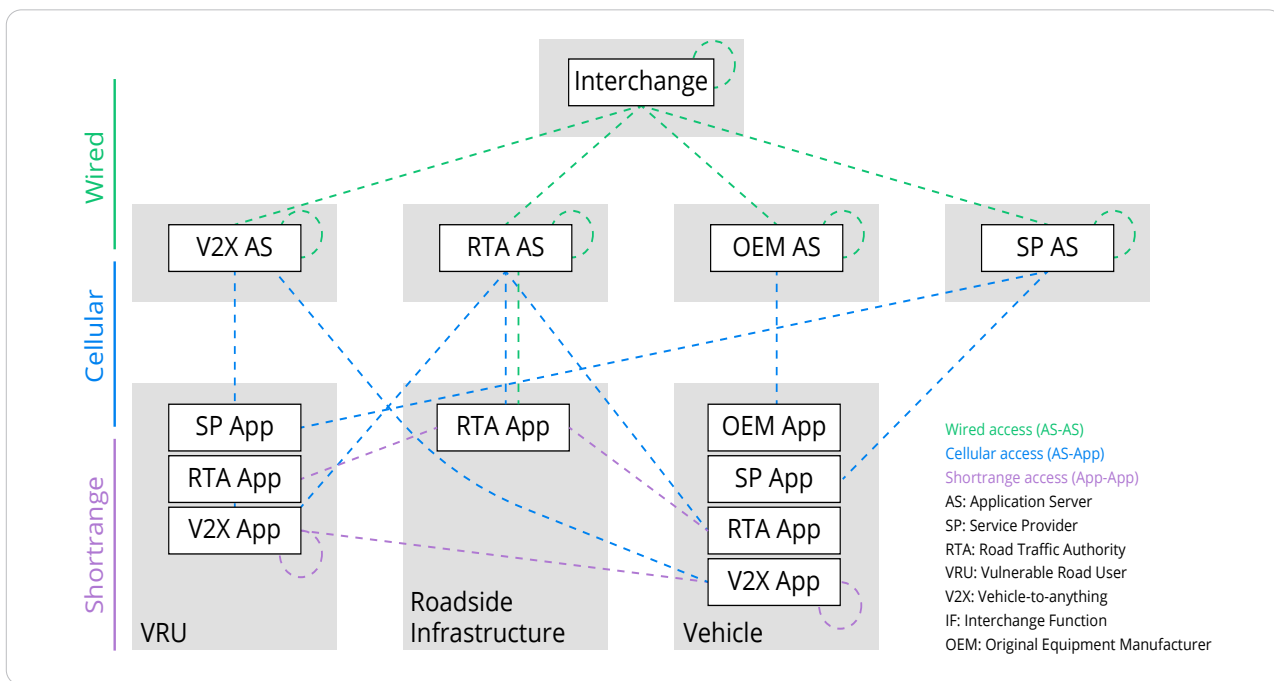 Interchange
Wired
V2X AS
RTA AS
OEM AS
SP AS
Cellular
SP App
RTA App
V2X App
VRU
RTA App
Roadside
Infrastructure
OEM App
SP App
RTA App
V2X App
Vehicle
Shortrange
Wired access (AS-AS)
Cellular access (AS-App)
Shortrange access (App-App)
AS: Application Server
SP: Service Provider
RTA: Road Traffic Authority
VRU: Vulnerable Road User
V2X: Vehicle-to-anything
IF: Interchange Function
OEM: Original Equipment Manufacturer